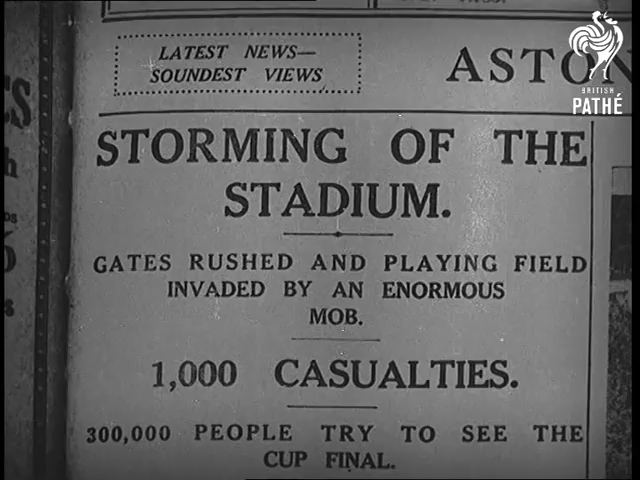 LATEST NEWS—
SOUNDEST VIEWS
ASTON
BRITISH
PATHÉ
STORMING OF THE
STADIUM.
GATES RUSHED AND PLAYING FIELD
INVADED BY AN ENORMOUS
MOB.
1,000 CASUALTIES.
300,000 PEOPLE TRY TO SEE THE
CUP FINAL.